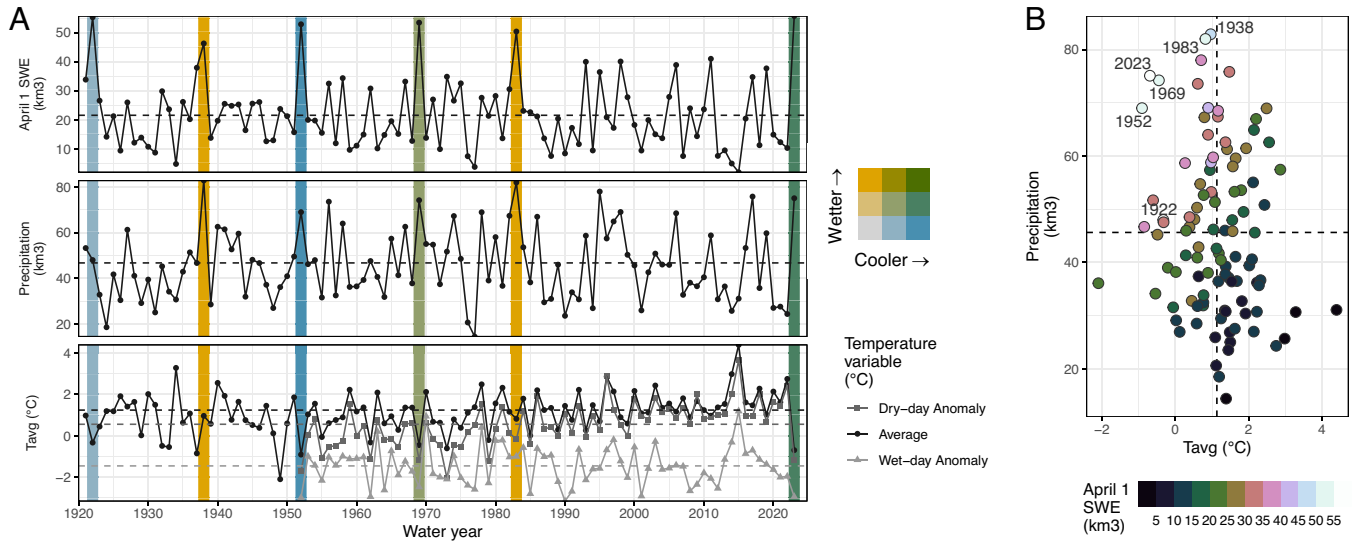 A
April 1 SWE
(km3)
50
40
30
20
10
Precipitation
(km3)
80
60
40
20
Tavg (°C)
4
2
0
−2
1920 1930 1940 1950 1960 1970 1980 1990 2000 2010 2020
Water year
Wetter →
Cooler →
Temperature
variable
(°C)
Dry−day Anomaly
Average
Wet−day Anomaly
B
Precipitation
(km3)
80
60
40
20
1938
1983
2023
1969
1952
1922
−2 0 2 4
Tavg (°C)
April 1
SWE
(km3)
5 10 15 20 25 30 35 40 45 50 55